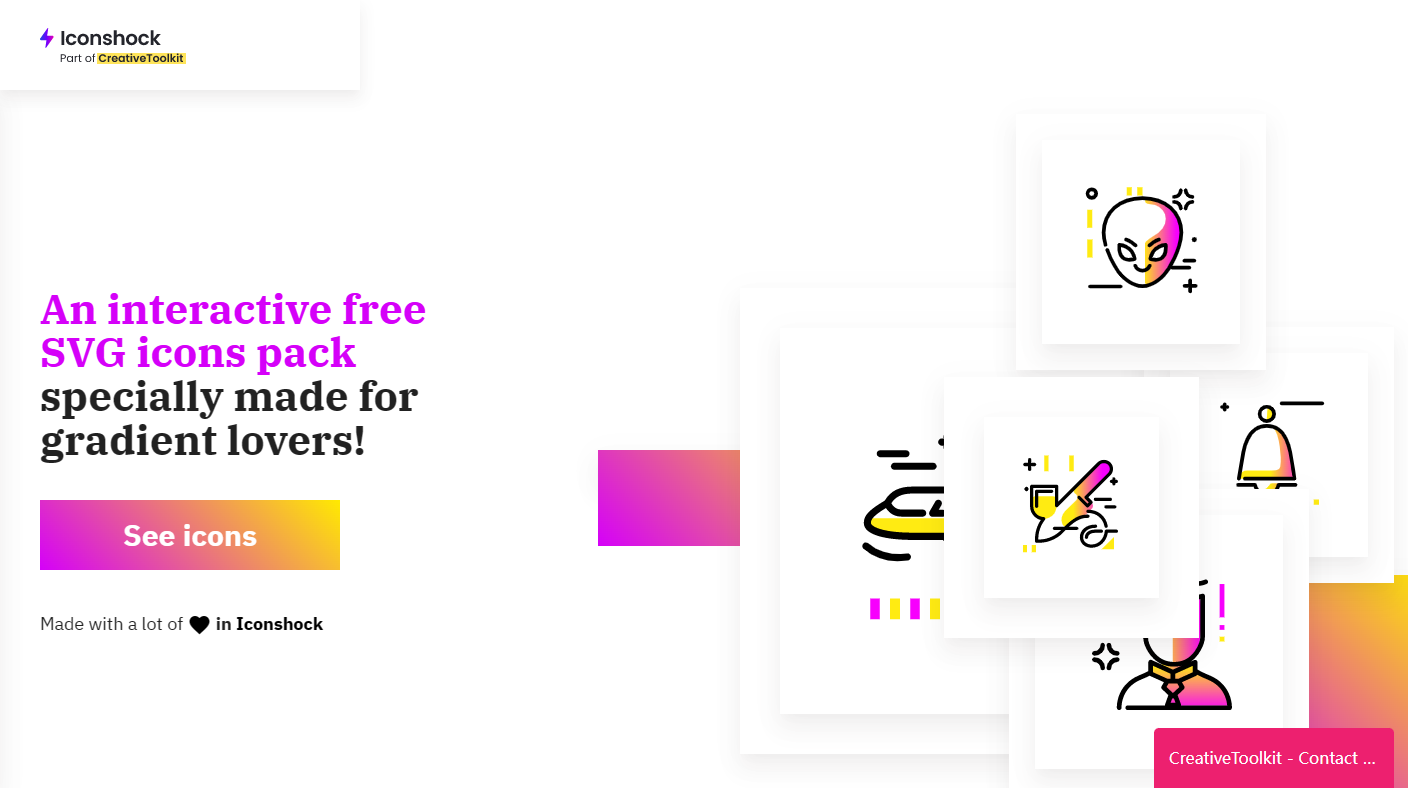 Iconshock
Part of CreativeToolkit
An interactive free
SVG icons pack
specially made for
gradient lovers!
See icons
Made with a lot of in Iconshock
CreativeToolkit - Contact ...